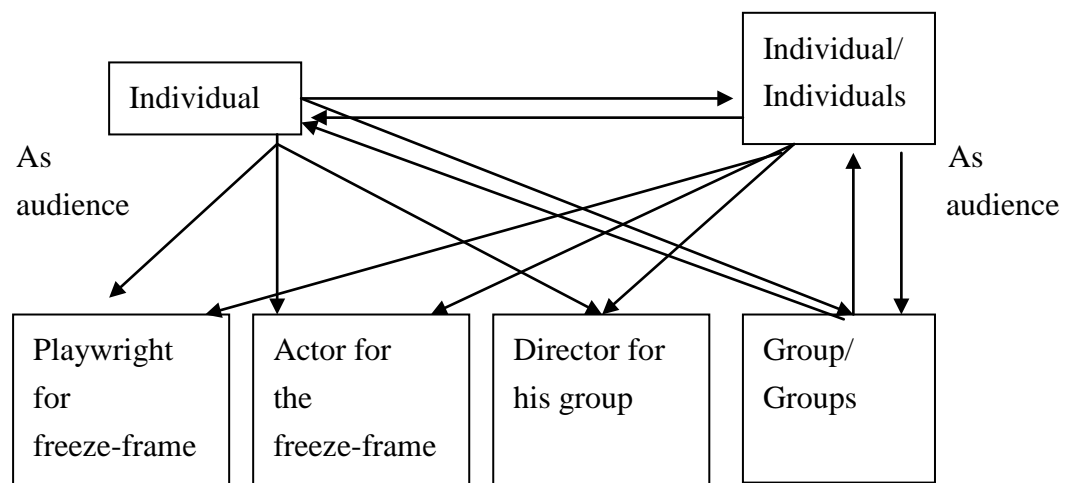 Individual/
Individuals
Individual
As
audience
As
audience
Playwright
for
freeze-frame
Actor for
the
freeze-frame
Director for
his group
Group/
Groups